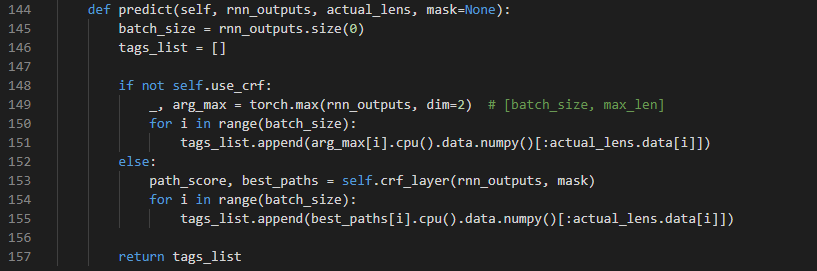 144 def predict(self, rnn_outputs, actual_lens, mask=None):
145 batch_size = rnn_outputs.size(0)
146 tags_list = []
147
148 if not self.use_crf:
149 _, arg_max = torch.max(rnn_outputs, dim=2)  # [batch_size, max_len]
150 for i in range(batch_size):
151 tags_list.append(arg_max[i].cpu().data.numpy()[:actual_lens.data[i]])
152 else:
153 path_score, best_paths = self.crf_layer(rnn_outputs, mask)
154 for i in range(batch_size):
155 tags_list.append(best_paths[i].cpu().data.numpy()[:actual_lens.data[i]])
156
157 return tags_list